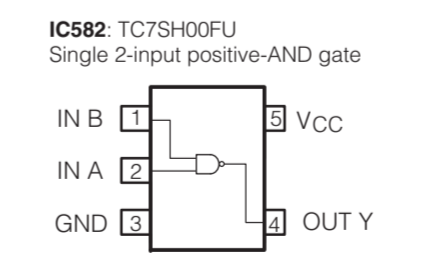 IC582: TC7SH00FU
Single 2-input positive-AND gate
IN B 1 5 VCC
IN A 2
GND 3 4 OUT Y